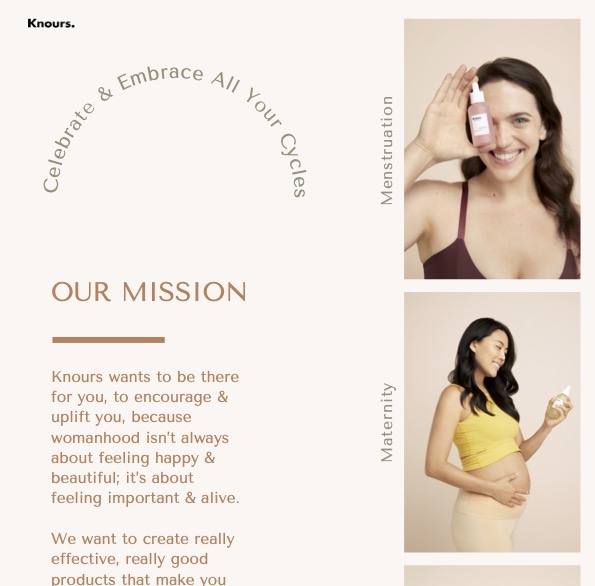 Knours.
Celebrate & Embrace All Your Cycles
OUR MISSION
Knours wants to be there
for you, to encourage &
uplift you, because
womanhood isn't always
about feeling happy &
beautiful; it's about
feeling important & alive.
We want to create really
effective, really good
products that make you
Menstruation
Maternity